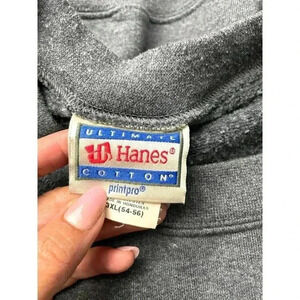 ULTIMATE
Hanes®
COTTON®
printpro®
XL(54-56)